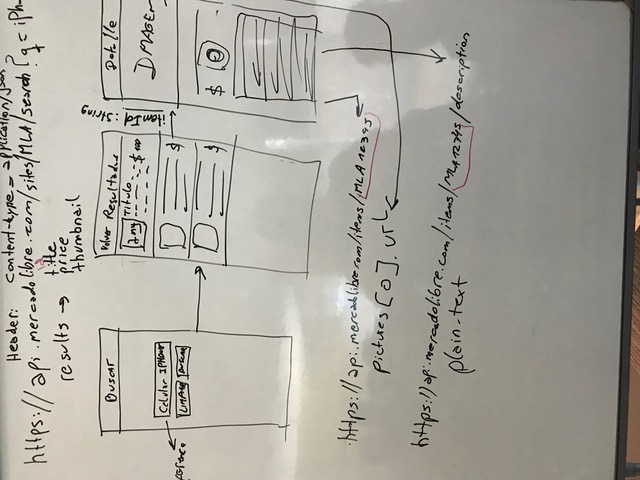 Header: content-type = application/json
https://api.mercadolibre.com/sites/MLA/search?q=iPh
id
results → title
price
thumbnail
Buscar
Celular IPHONE
LIMPIAR BUSCAR
Volver Resultados
Img Titulo $100
$
$
itemId: String
Detalle
IMAGEN
$
https://api.mercadolibre.com/items/MLA12345
pictures[0].url
https://api.mercadolibre.com/items/MLA12345/description
plain-text